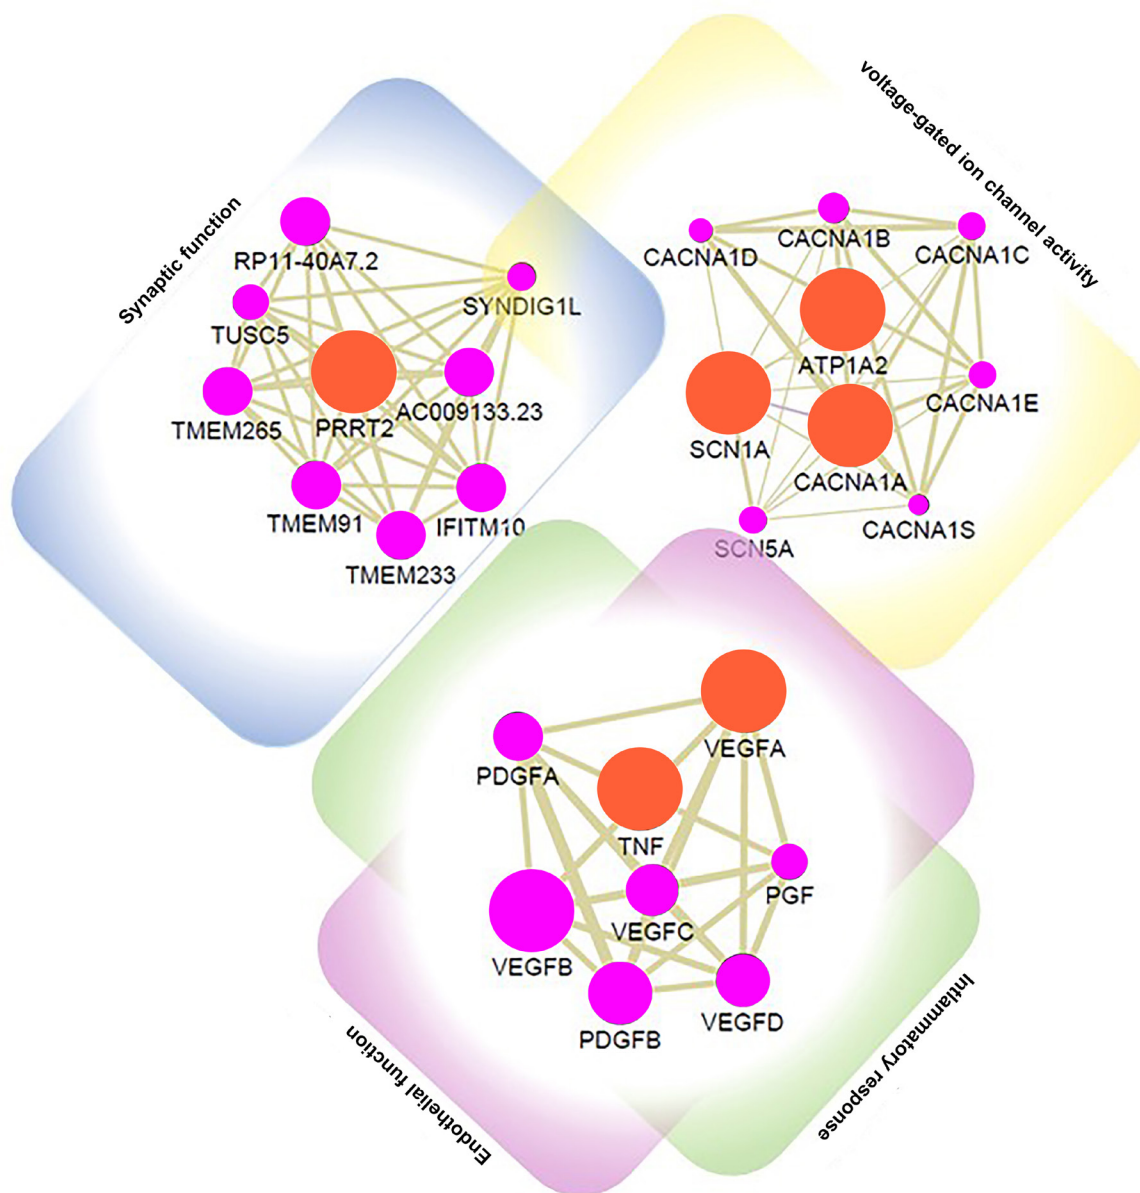 voltage-gated ion channel activity
Synaptic function
RP11-40A7.2
SYNDIG1L
TUSC5
AC009133.23
PRRT2
TMEM265
TMEM91
IFITM10
TMEM233
CACNA1B
CACNA1D
CACNA1C
ATP1A2
CACNA1E
SCN1A
CACNA1A
CACNA1S
SCN5A
VEGFA
PDGFA
TNF
PGF
VEGFC
VEGFB
VEGFD
PDGFB
Endothelial function
Intlammatory response